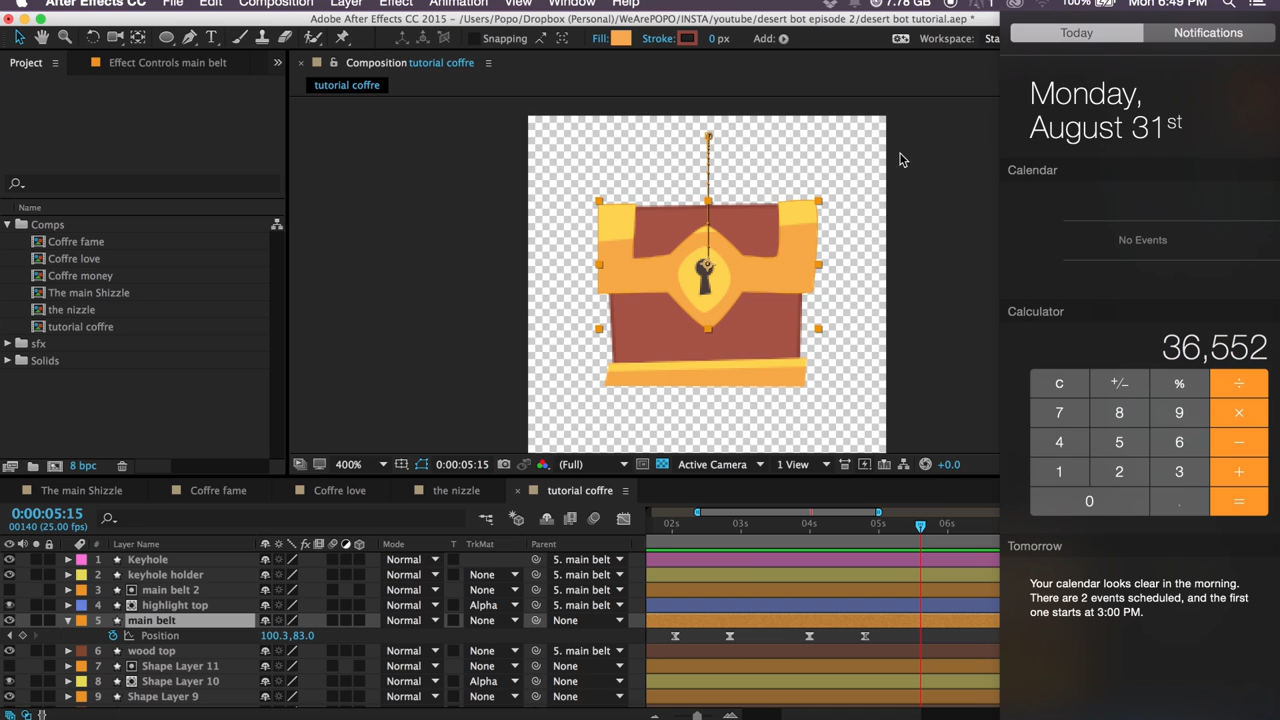 After Effects CC File Edit Composition Layer Effect Animation View Window Help 7.78 GB 1 100% Mo 6:49 PM
Adobe After Effects CC 2015 - /Users/Popo/Dropbox (Personal)/WeArePOPO/INSTA/youtube/desert bot episode 2/desert bot tutorial.aep *
Snapping Fill: Stroke: 0 px Add: Workspace: Sta
Project Effect Controls main belt
Composition tutorial coffre
tutorial coffre
Name
Comps
Coffre fame
Coffre love
Coffre money
The main Shizzle
the nizzle
tutorial coffre
sfx
Solids
8 bpc
400% 0:00:05:15 (Full) Active Camera 1 View +0.0
The main Shizzle Coffre fame Coffre love the nizzle tutorial coffre
0:00:05:15
00140 (25.00 fps)
02s 03s 04s 05s 06s
# Layer Name Mode T TrkMat Parent
1 Keyhole Normal 5. main belt
2 keyhole holder Normal None 5. main belt
3 main belt 2 Normal None 5. main belt
4 highlight top Normal Alpha 5. main belt
5 main belt Normal None None
Position 100.3,83.0
6 wood top Normal None 5. main belt
7 Shape Layer 11 Normal None None
8 Shape Layer 10 Normal Alpha None
9 Shape Layer 9 Normal None None
Today Notifications
Monday,
August 31st
Calendar
No Events
Calculator
36,552
C +/- % ÷
7 8 9 ×
4 5 6 −
1 2 3 +
0 . =
Tomorrow
Your calendar looks clear in the morning.
There are 2 events scheduled, and the first
one starts at 3:00 PM.